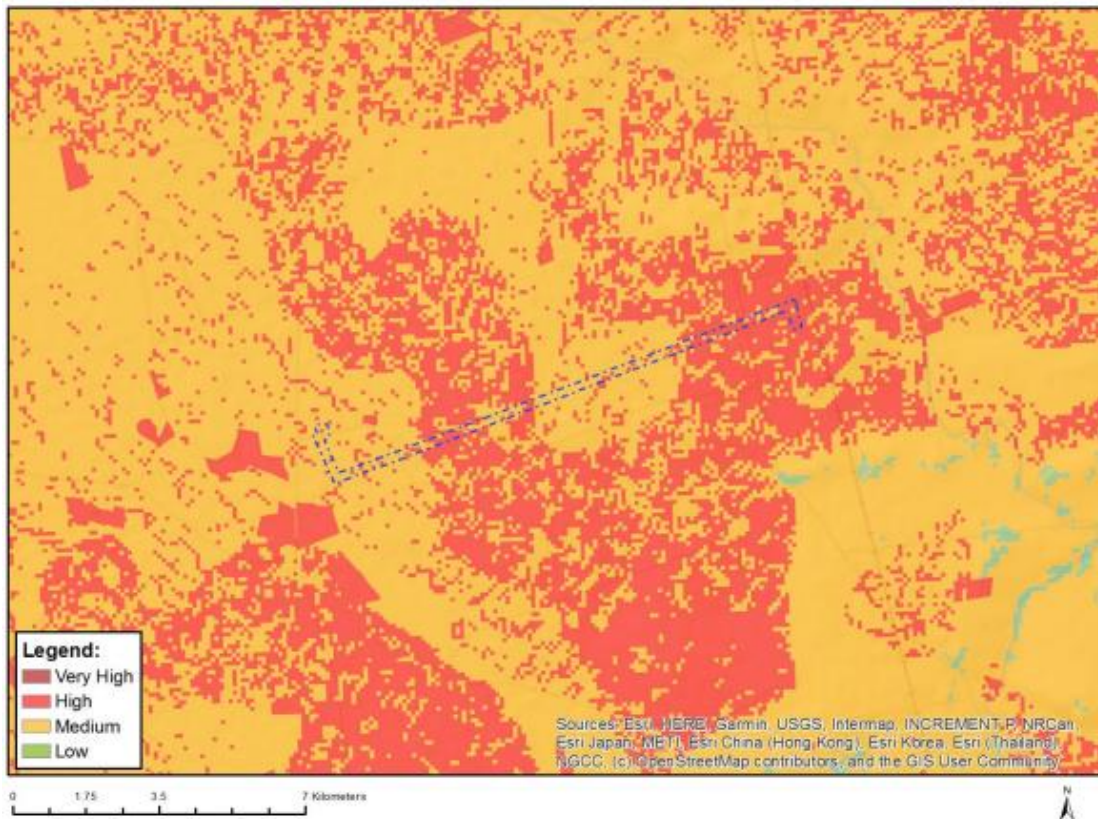 Legend:
Very High
High
Medium
Low
Sources: Esri, HERE, Garmin, USGS, Intermap, INCREMENT P, NRCan,
Esri Japan, METI, Esri China (Hong Kong), Esri Korea, Esri (Thailand),
NGCC, (c) OpenStreetMap contributors, and the GIS User Community
0 1.75 3.5 7 Kilometers
N